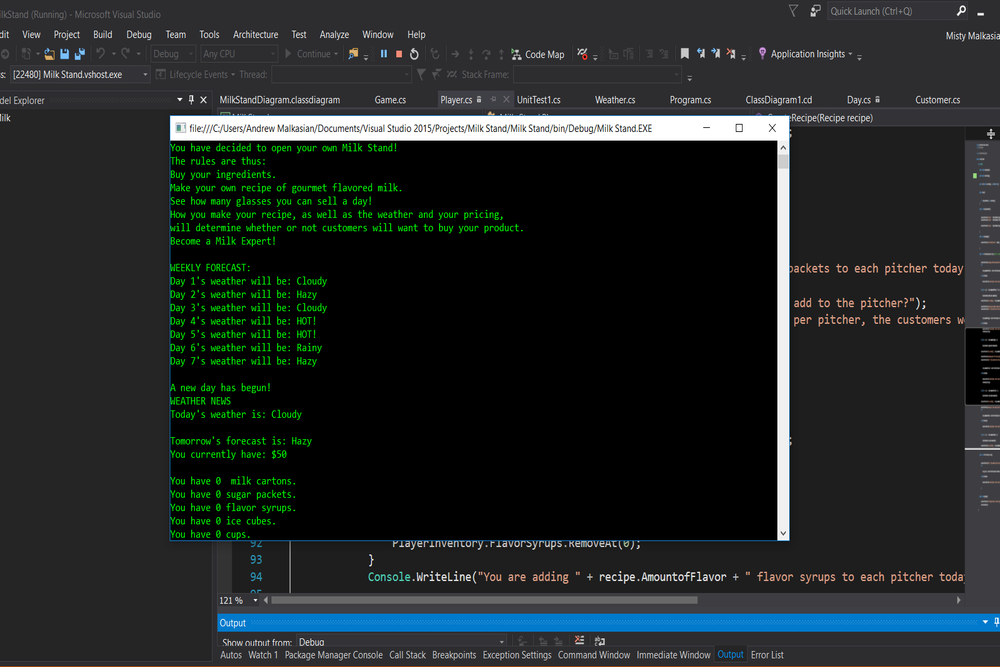 MilkStand (Running) - Microsoft Visual Studio
Quick Launch (Ctrl+Q)
dit View Project Build Debug Team Tools Architecture Test Analyze Window Help
Misty Malkasia
Debug Any CPU Continue Code Map Application Insights
s: [22480] Milk Stand.vshost.exe Lifecycle Events Thread: Stack Frame:
del Explorer
MilkStandDiagram.classdiagram Game.cs Player.cs UnitTest1.cs Weather.cs Program.cs ClassDiagram1.cd Day.cs Customer.cs
ilk
Recipe(Recipe recipe)
file:///C:/Users/Andrew Malkasian/Documents/Visual Studio 2015/Projects/Milk Stand/Milk Stand/bin/Debug/Milk Stand.EXE
You have decided to open your own Milk Stand!
The rules are thus:
Buy your ingredients.
Make your own recipe of gourmet flavored milk.
See how many glasses you can sell a day!
How you make your recipe, as well as the weather and your pricing,
will determine whether or not customers will want to buy your product.
Become a Milk Expert!
WEEKLY FORECAST:
Day 1's weather will be: Cloudy
Day 2's weather will be: Hazy
Day 3's weather will be: Cloudy
Day 4's weather will be: HOT!
Day 5's weather will be: HOT!
Day 6's weather will be: Rainy
Day 7's weather will be: Hazy
A new day has begun!
WEATHER NEWS
Today's weather is: Cloudy
Tomorrow's forecast is: Hazy
You currently have: $50
You have 0  milk cartons.
You have 0 sugar packets.
You have 0 flavor syrups.
You have 0 ice cubes.
You have 0 cups.
packets to each pitcher today
add to the pitcher?");
per pitcher, the customers w
92 PlayerInventory.FlavorSyrups.RemoveAt(0);
93 }
94 Console.WriteLine("You are adding " + recipe.AmountofFlavor + " flavor syrups to each pitcher toda
121 %
Output
Show output from: Debug
Autos Watch 1 Package Manager Console Call Stack Breakpoints Exception Settings Command Window Immediate Window Output Error List